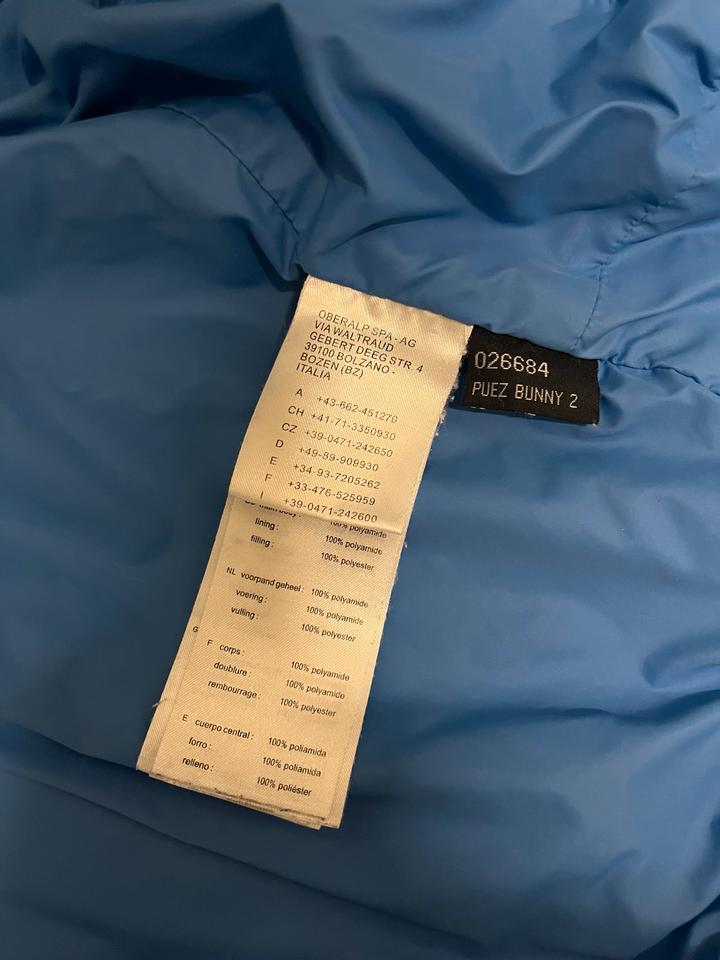 OBERALP SPA - AG
VIA WALTRAUD
GEBERT DEEG STR. 4
39100 BOLZANO -
BOZEN (BZ)
ITALIA
A +43-662-451270
CH +41-71-3350930
CZ +39-0471-242650
D +49-89-909930
E +34-93-7205262
F +33-476-525959
I +39-0471-242600
100% polyamide
lining : 100% polyamide
filling : 100% polyester
NL voorpand geheel : 100% polyamide
voering : 100% polyamide
vulling : 100% polyester
G
F corps : 100% polyamide
doublure : 100% polyamide
rembourrage : 100% polyester
E cuerpo central : 100% poliamida
forro : 100% poliamida
relleno : 100% poliéster
026684
PUEZ BUNNY 2